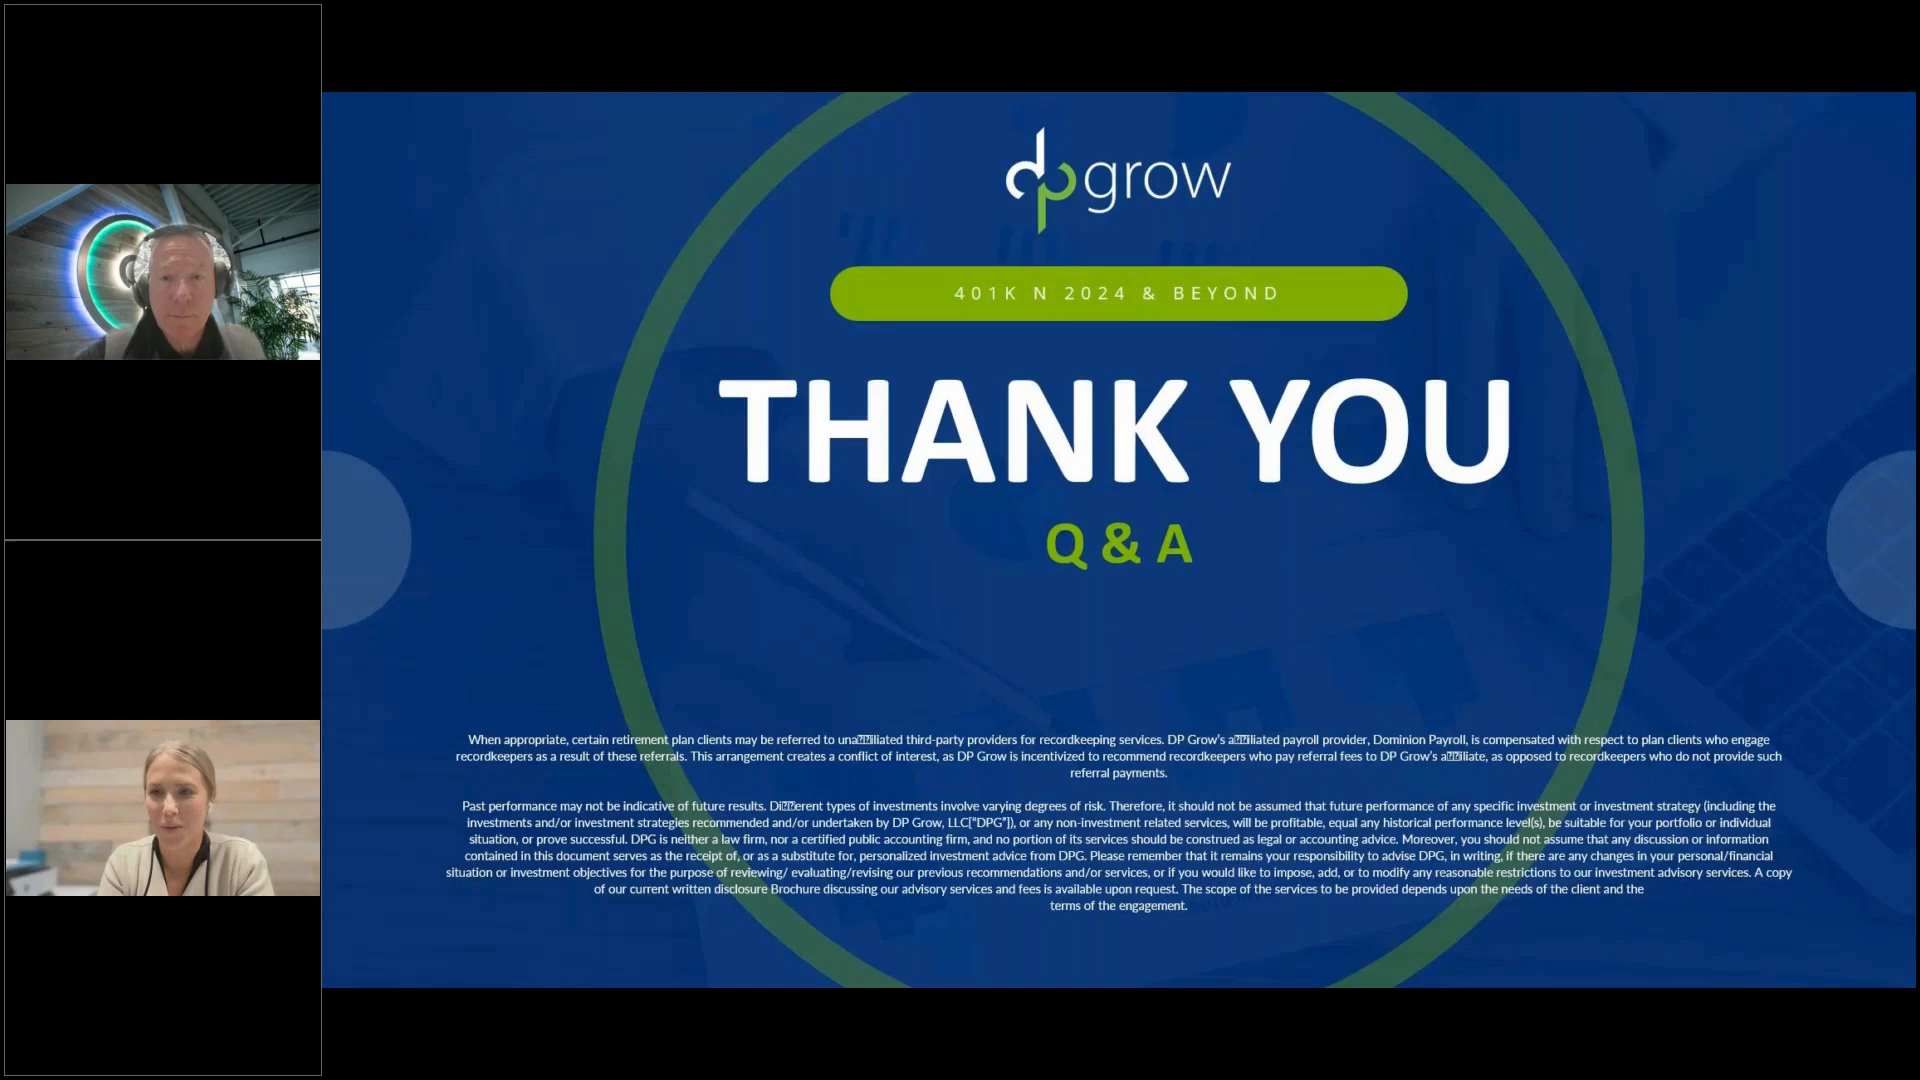 dpgrow
401K N 2024 & BEYOND
THANK YOU
Q & A
When appropriate, certain retirement plan clients may be referred to una⍰⍰iliated third-party providers for recordkeeping services. DP Grow's a⍰⍰iliated payroll provider, Dominion Payroll, is compensated with respect to plan clients who engage
recordkeepers as a result of these referrals. This arrangement creates a conflict of interest, as DP Grow is incentivized to recommend recordkeepers who pay referral fees to DP Grow's a⍰⍰iliate, as opposed to recordkeepers who do not provide such
referral payments.
Past performance may not be indicative of future results. Di⍰⍰erent types of investments involve varying degrees of risk. Therefore, it should not be assumed that future performance of any specific investment or investment strategy (including the
investments and/or investment strategies recommended and/or undertaken by DP Grow, LLC["DPG"]), or any non-investment related services, will be profitable, equal any historical performance level(s), be suitable for your portfolio or individual
situation, or prove successful. DPG is neither a law firm, nor a certified public accounting firm, and no portion of its services should be construed as legal or accounting advice. Moreover, you should not assume that any discussion or information
contained in this document serves as the receipt of, or as a substitute for, personalized investment advice from DPG. Please remember that it remains your responsibility to advise DPG, in writing, if there are any changes in your personal/financial
situation or investment objectives for the purpose of reviewing/ evaluating/revising our previous recommendations and/or services, or if you would like to impose, add, or to modify any reasonable restrictions to our investment advisory services. A copy
of our current written disclosure Brochure discussing our advisory services and fees is available upon request. The scope of the services to be provided depends upon the needs of the client and the
terms of the engagement.